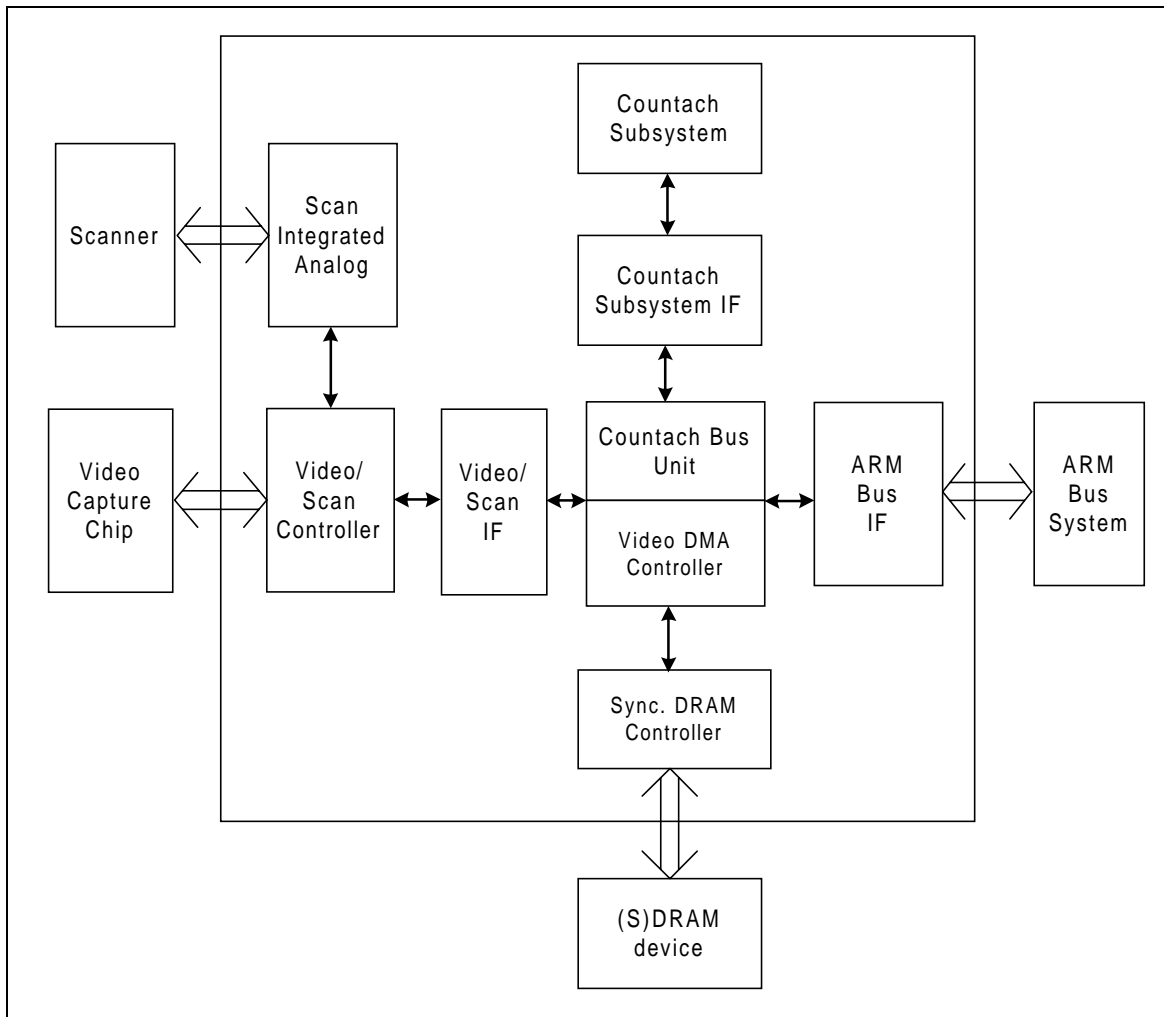 Countach
Subsystem
Scanner
Scan
Integrated
Analog
Countach
Subsystem IF
Video
Capture
Chip
Video/
Scan
Controller
Video/
Scan
IF
Countach Bus
Unit
Video DMA
Controller
ARM
Bus
IF
ARM
Bus
System
Sync. DRAM
Controller
(S)DRAM
device